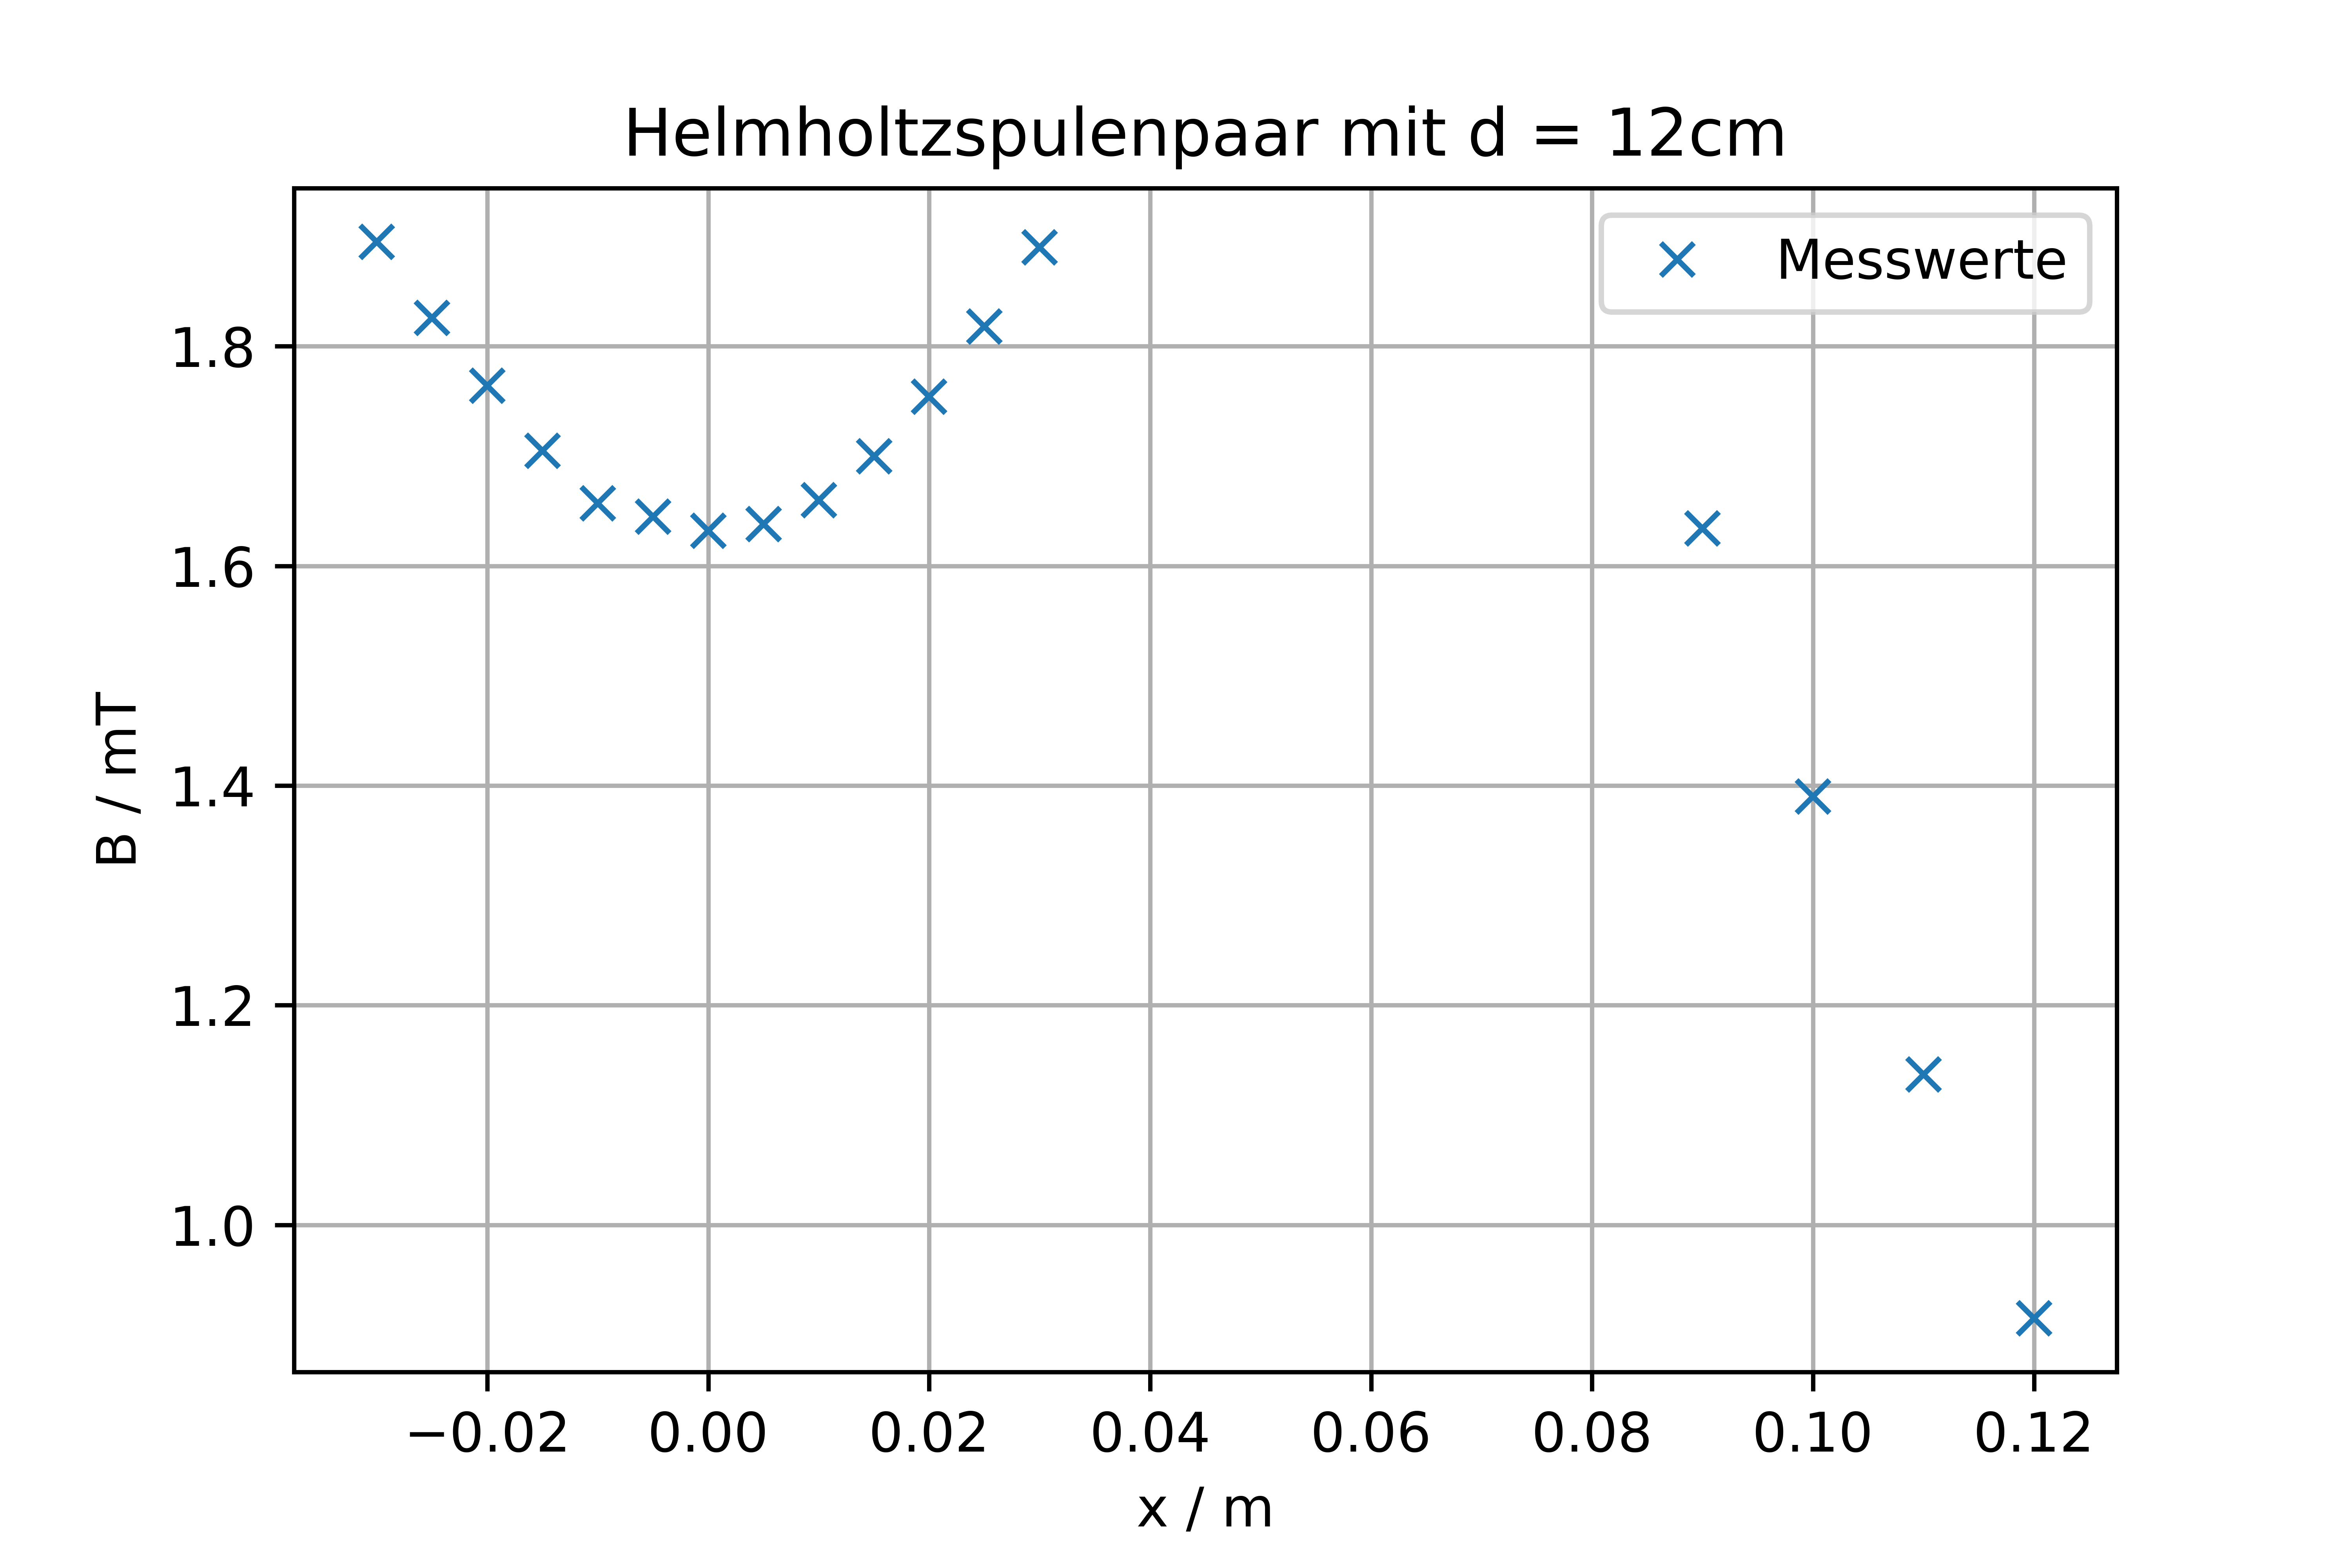 Helmholtzspulenpaar mit d = 12cm
Messwerte
1.8
1.6
1.4
1.2
1.0
B / mT
−0.02 0.00 0.02 0.04 0.06 0.08 0.10 0.12
x / m